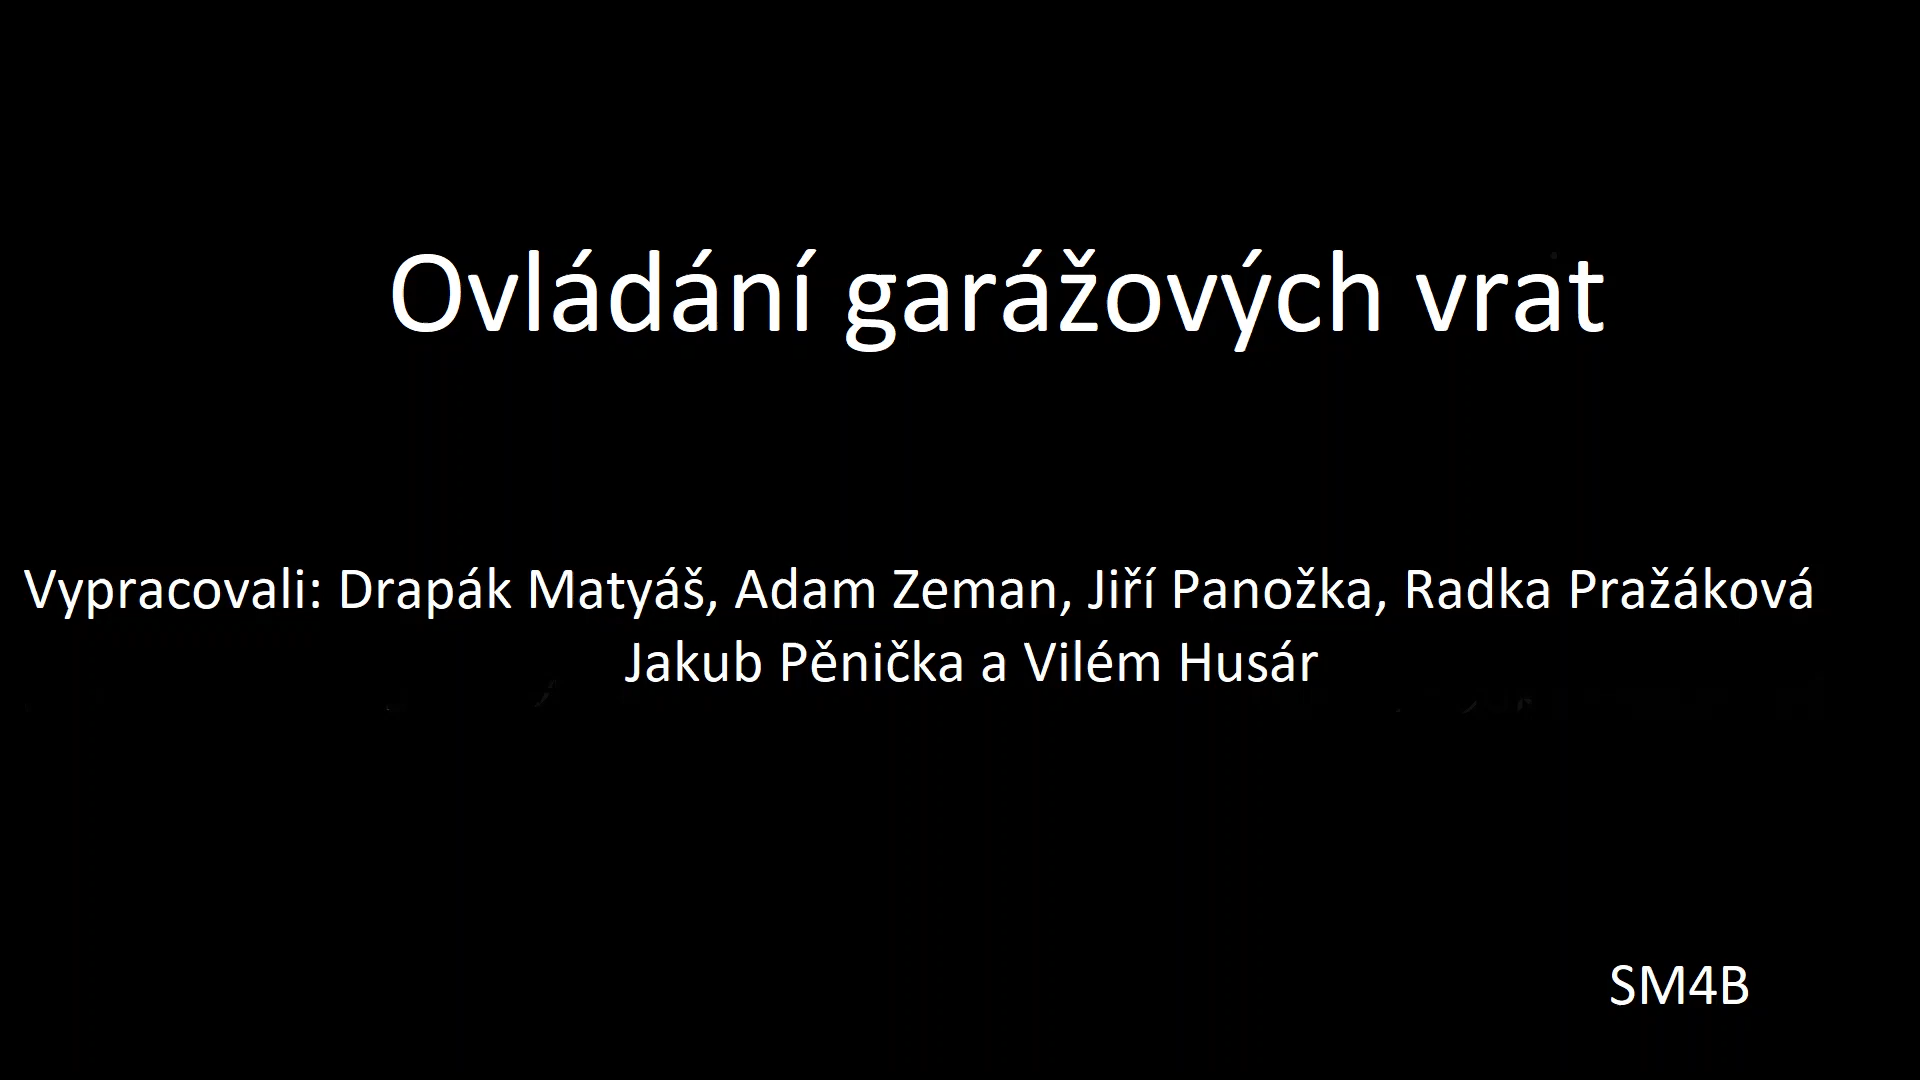 Ovládání garážových vrat
Vypracovali: Drapák Matyáš, Adam Zeman, Jiří Panožka, Radka Pražáková
Jakub Pěnička a Vilém Husár
SM4B